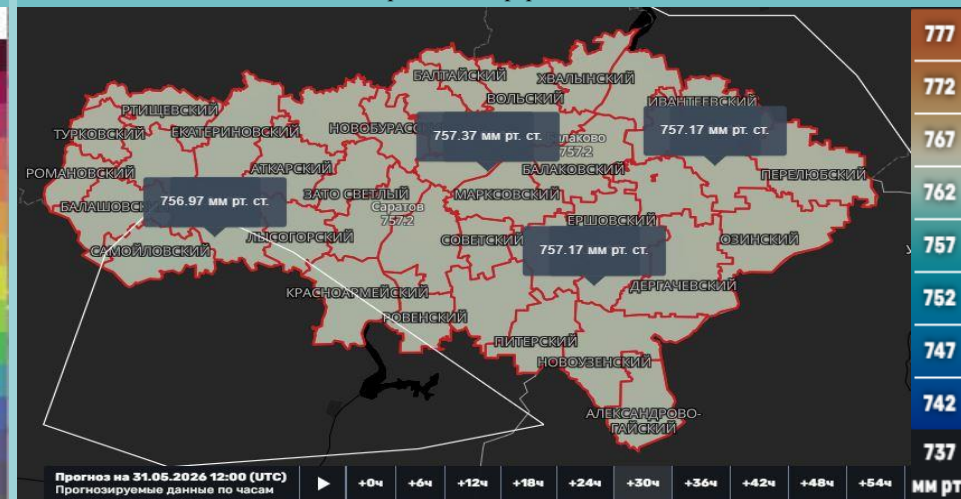 777
БАЛТАЙСКИЙ
ХВАЛЫНСКИЙ
772
ВОЛЬСКИЙ
ИВАНТЕЕВСКИЙ
РТИЩЕВСКИЙ
ТУРКОВСКИЙ
ЕКАТЕРИНОВСКИЙ
757.37 мм рт. ст.
757.17 мм рт. ст.
767
757.2
АТКАРСКИЙ
БАЛАКОВСКИЙ
РОМАНОВСКИЙ
ПЕРЕЛЮБСКИЙ
762
ЗАТО СВЕТЛЫЙ
МАРКСОВСКИЙ
756.97 мм рт. ст.
Саратов
757.2
ЕРШОВСКИЙ
ЛЫСОГОРСКИЙ
СОВЕТСКИЙ
ОЗИНСКИЙ
757
САМОЙЛОВСКИЙ
757.17 мм рт. ст.
ДЕРГАЧЕВСКИЙ
КРАСНОАРМЕЙСКИЙ
752
РОВЕНСКИЙ
ПИТЕРСКИЙ
747
НОВОУЗЕНСКИЙ
742
АЛЕКСАНДРОВО-
ГАЙСКИЙ
737
Прогноз на 31.05.2026 12:00 (UTC)
Прогнозируемые данные по часам
+0ч +6ч +12ч +18ч +24ч +30ч +36ч +42ч +48ч +54ч
мм рт